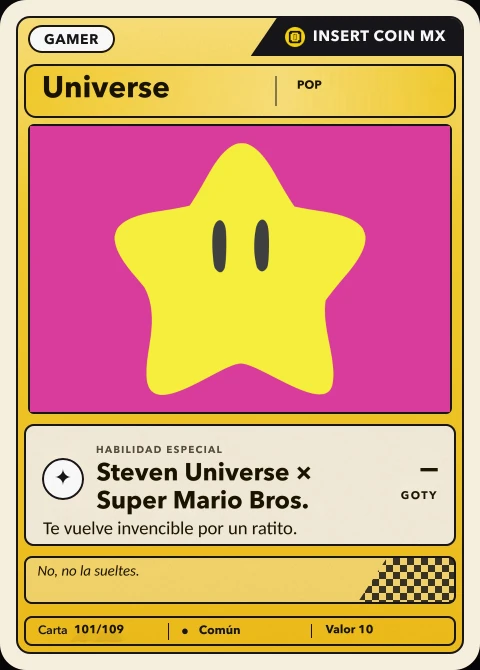 GAMER
INSERT COIN MX
Universe
POP
HABILIDAD ESPECIAL
Steven Universe ×
Super Mario Bros.
–
GOTY
Te vuelve invencible por un ratito.
No, no la sueltes.
Carta 101/109 • Común Valor 10